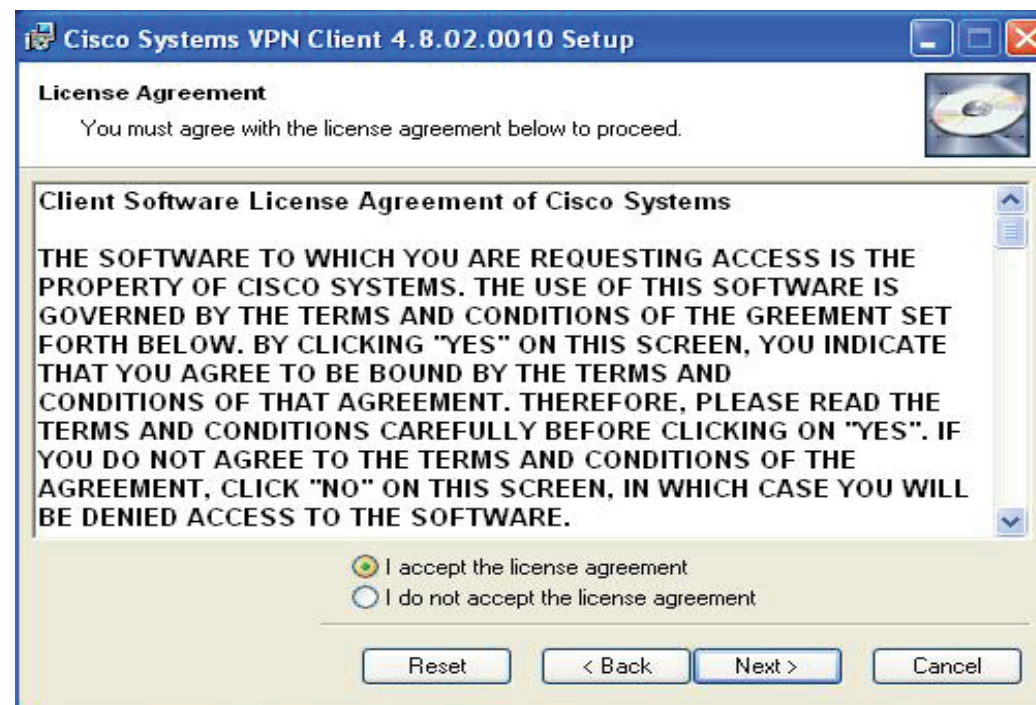 Cisco Systems VPN Client 4.8.02.0010 Setup
License Agreement
You must agree with the license agreement below to proceed.
Client Software License Agreement of Cisco Systems
THE SOFTWARE TO WHICH YOU ARE REQUESTING ACCESS IS THE
PROPERTY OF CISCO SYSTEMS. THE USE OF THIS SOFTWARE IS
GOVERNED BY THE TERMS AND CONDITIONS OF THE GREEMENT SET
FORTH BELOW. BY CLICKING "YES" ON THIS SCREEN, YOU INDICATE
THAT YOU AGREE TO BE BOUND BY THE TERMS AND
CONDITIONS OF THAT AGREEMENT. THEREFORE, PLEASE READ THE
TERMS AND CONDITIONS CAREFULLY BEFORE CLICKING ON "YES". IF
YOU DO NOT AGREE TO THE TERMS AND CONDITIONS OF THE
AGREEMENT, CLICK "NO" ON THIS SCREEN, IN WHICH CASE YOU WILL
BE DENIED ACCESS TO THE SOFTWARE.
I accept the license agreement
I do not accept the license agreement
Reset < Back Next > Cancel